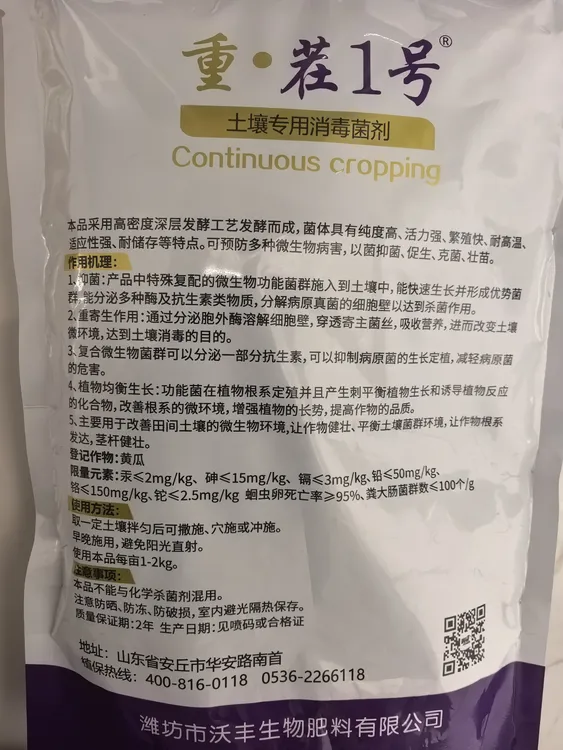 重·茬1号®
土壤专用消毒菌剂
Continuous cropping
本品采用高密度深层发酵工艺发酵而成，菌体具有纯度高、活力强、繁殖快、耐高温、
适应性强、耐储存等特点。可预防多种微生物病害，以菌抑菌、促生、克菌、壮苗。
作用机理：
1、抑菌：产品中特殊复配的微生物功能菌群施入到土壤中，能快速生长并形成优势菌
群，能分泌多种酶及抗生素类物质，分解病原真菌的细胞壁以达到杀菌作用。
2、重寄生作用：通过分泌胞外酶溶解细胞壁，穿透寄主菌丝，吸收营养，进而改变土壤
微环境，达到土壤消毒的目的。
3、复合微生物菌群可以分泌一部分抗生素，可以抑制病原菌的生长定植，减轻病原菌
的危害。
4、植物均衡生长：功能菌在植物根系定殖并且产生刺平衡植物生长和诱导植物反应
的化合物，改善根系的微环境，增强植物的长势，提高作物的品质。
5、主要用于改善田间土壤的微生物环境，让作物健壮、平衡土壤菌群环境，让作物根系
发达，茎杆健壮。
登记作物：黄瓜
限量元素：汞≤2mg/kg、砷≤15mg/kg、镉≤3mg/kg、铅≤50mg/kg、
铬≤150mg/kg、铊≤2.5mg/kg 蛔虫卵死亡率≥95%、粪大肠菌群数≤100个/g
使用方法：
取一定土壤拌匀后可撒施、穴施或冲施。
早晚施用，避免阳光直射。
使用本品每亩1-2kg。
注意事项：
本品不能与化学杀菌剂混用。
注意防晒、防冻、防破损，室内避光隔热保存。
质量保证期：2年 生产日期：见喷码或合格证
地址：山东省安丘市华安路南首
植保热线：400-816-0118 0536-2266118
潍坊市沃丰生物肥料有限公司